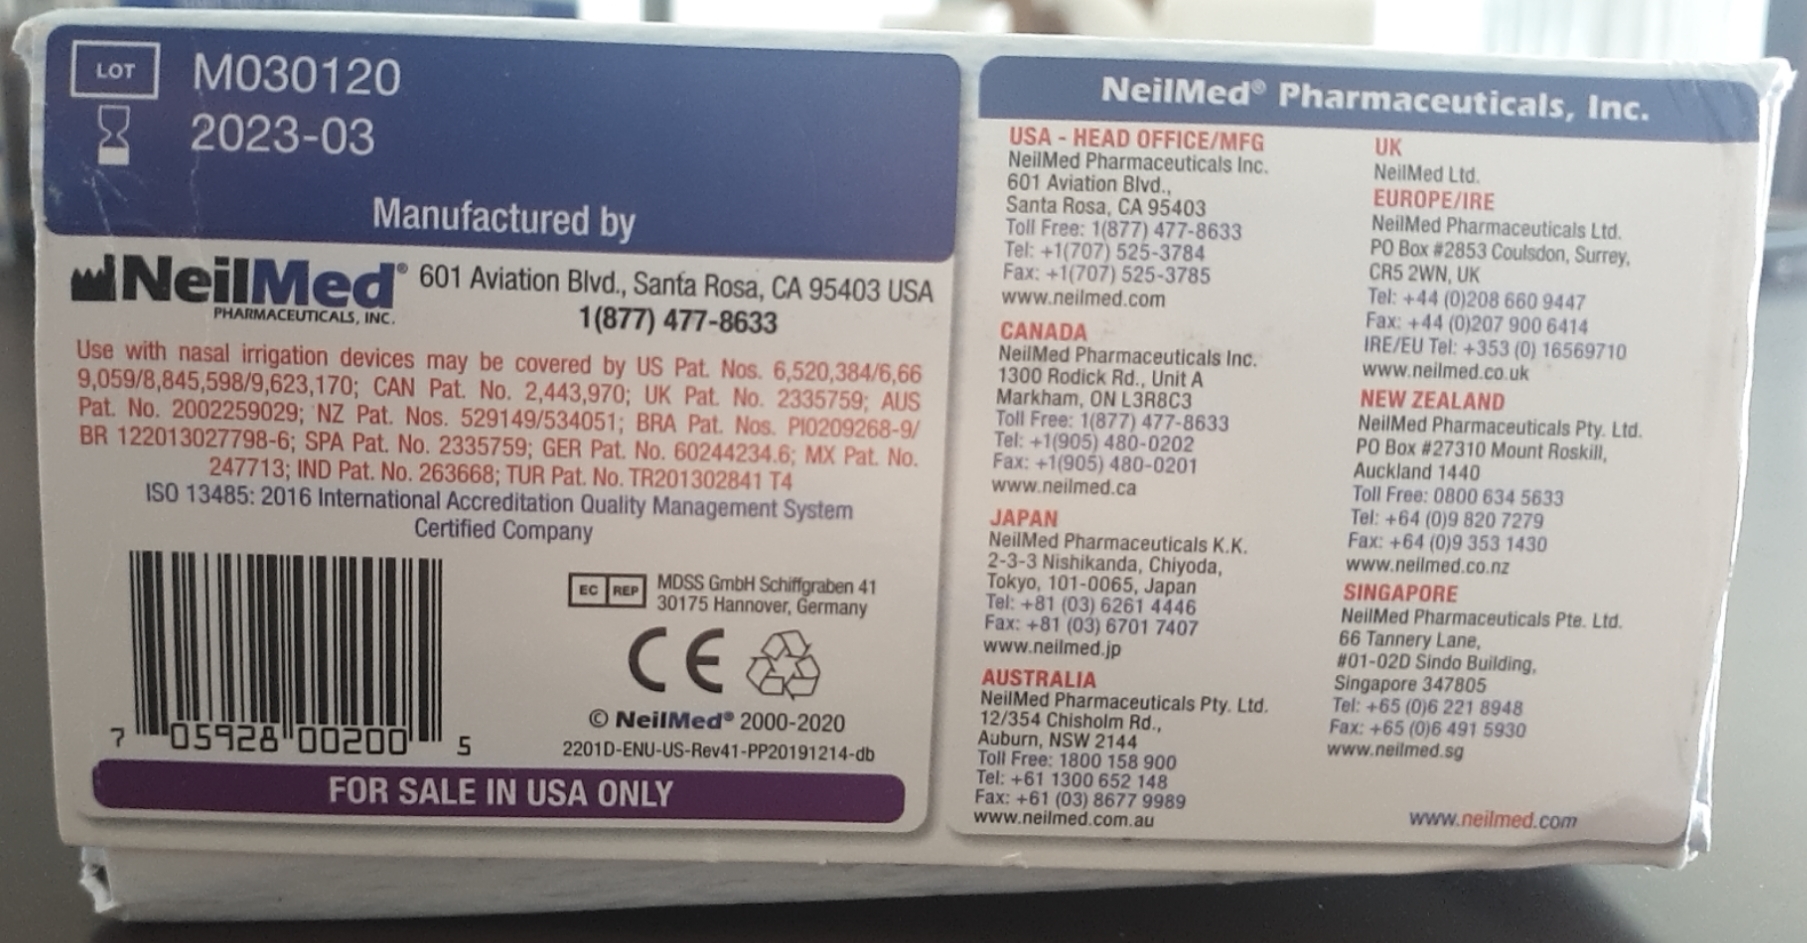 LOT M030120
2023-03
Manufactured by
NeilMed® 601 Aviation Blvd., Santa Rosa, CA 95403 USA
PHARMACEUTICALS, INC. 1(877) 477-8633
Use with nasal irrigation devices may be covered by US Pat. Nos. 6,520,384/6,66
9,059/8,845,598/9,623,170; CAN Pat. No. 2,443,970; UK Pat. No. 2335759; AUS
Pat. No. 2002259029; NZ Pat. Nos. 529149/534051; BRA Pat. Nos. PI0209268-9/
BR 122013027798-6; SPA Pat. No. 2335759; GER Pat. No. 60244234.6; MX Pat. No.
247713; IND Pat. No. 263668; TUR Pat. No. TR201302841 T4
ISO 13485: 2016 International Accreditation Quality Management System
Certified Company
EC REP MDSS GmbH Schiffgraben 41
30175 Hannover, Germany
CE
7 05928 00200 5
© NeilMed® 2000-2020
2201D-ENU-US-Rev41-PP20191214-db
FOR SALE IN USA ONLY
NeilMed® Pharmaceuticals, Inc.
USA - HEAD OFFICE/MFG
NeilMed Pharmaceuticals Inc.
601 Aviation Blvd.,
Santa Rosa, CA 95403
Toll Free: 1(877) 477-8633
Tel: +1(707) 525-3784
Fax: +1(707) 525-3785
www.neilmed.com
CANADA
NeilMed Pharmaceuticals Inc.
1300 Rodick Rd., Unit A
Markham, ON L3R8C3
Toll Free: 1(877) 477-8633
Tel: +1(905) 480-0202
Fax: +1(905) 480-0201
www.neilmed.ca
JAPAN
NeilMed Pharmaceuticals K.K.
2-3-3 Nishikanda, Chiyoda,
Tokyo, 101-0065, Japan
Tel: +81 (03) 6261 4446
Fax: +81 (03) 6701 7407
www.neilmed.jp
AUSTRALIA
NeilMed Pharmaceuticals Pty. Ltd.
12/354 Chisholm Rd.,
Auburn, NSW 2144
Toll Free: 1800 158 900
Tel: +61 1300 652 148
Fax: +61 (03) 8677 9989
www.neilmed.com.au
UK
NeilMed Ltd.
EUROPE/IRE
NeilMed Pharmaceuticals Ltd.
PO Box #2853 Coulsdon, Surrey,
CR5 2WN, UK
Tel: +44 (0)208 660 9447
Fax: +44 (0)207 900 6414
IRE/EU Tel: +353 (0) 16569710
www.neilmed.co.uk
NEW ZEALAND
NeilMed Pharmaceuticals Pty. Ltd.
PO Box #27310 Mount Roskill,
Auckland 1440
Toll Free: 0800 634 5633
Tel: +64 (0)9 820 7279
Fax: +64 (0)9 353 1430
www.neilmed.co.nz
SINGAPORE
NeilMed Pharmaceuticals Pte. Ltd.
66 Tannery Lane,
#01-02D Sindo Building,
Singapore 347805
Tel: +65 (0)6 221 8948
Fax: +65 (0)6 491 5930
www.neilmed.sg
www.neilmed.com